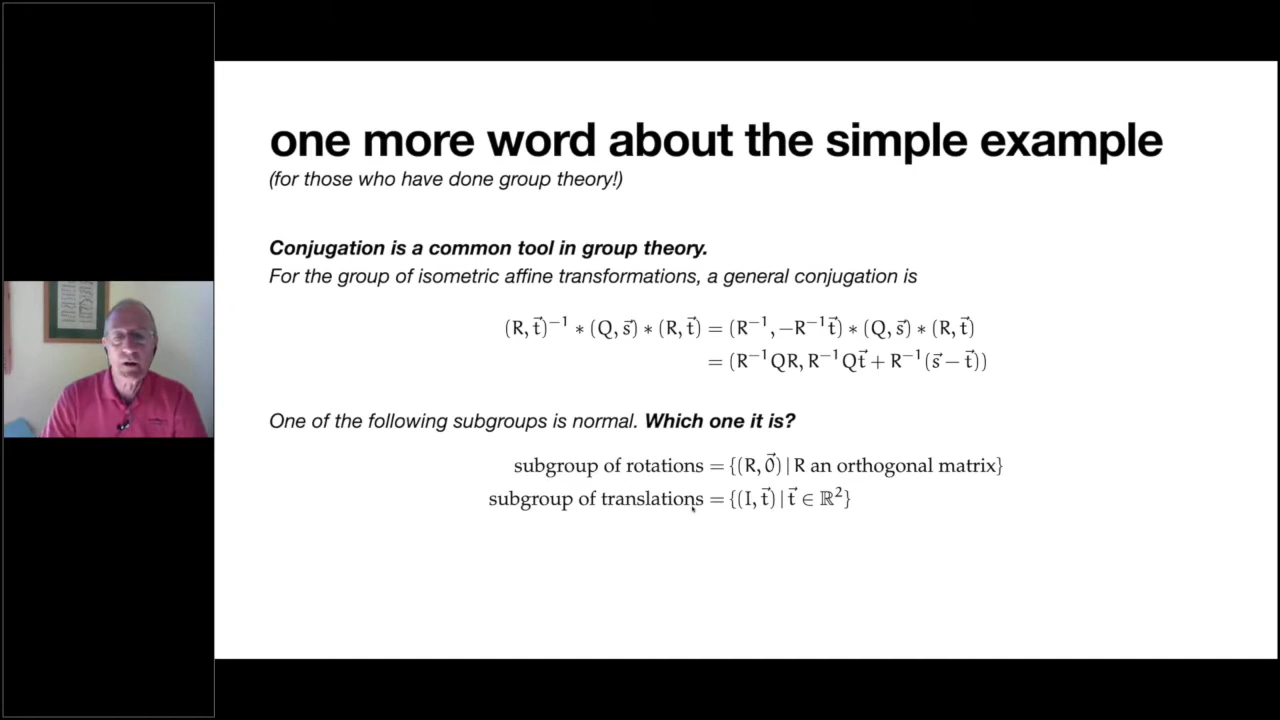 one more word about the simple example
(for those who have done group theory!)
Conjugation is a common tool in group theory.
For the group of isometric affine transformations, a general conjugation is
(R, t⃗)⁻¹ ∗ (Q, s⃗) ∗ (R, t⃗) = (R⁻¹, −R⁻¹t⃗) ∗ (Q, s⃗) ∗ (R, t⃗)
= (R⁻¹QR, R⁻¹Qt⃗ + R⁻¹(s⃗ − t⃗))
One of the following subgroups is normal. Which one it is?
subgroup of rotations = {(R, 0⃗) | R an orthogonal matrix}
subgroup of translations = {(I, t⃗) | t⃗ ∈ ℝ²}